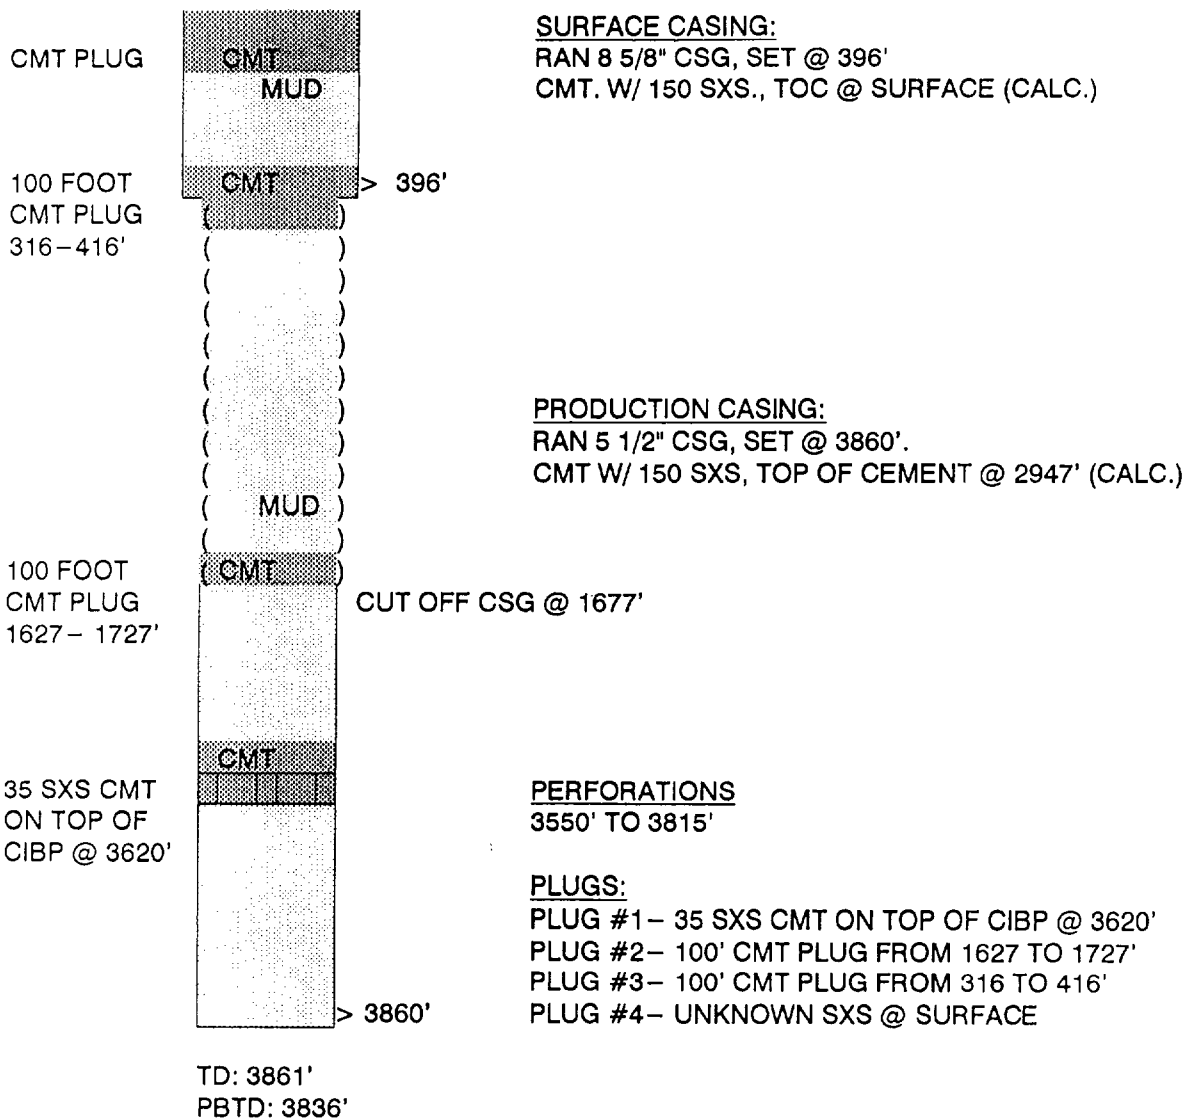 SURFACE CASING:
RAN 8 5/8" CSG, SET @ 396'
CMT. W/ 150 SXS., TOC @ SURFACE (CALC.)
CMT PLUG
CMT
MUD
100 FOOT
CMT PLUG
316-416'
CMT
> 396'
PRODUCTION CASING:
RAN 5 1/2" CSG, SET @ 3860'.
CMT W/ 150 SXS, TOP OF CEMENT @ 2947' (CALC.)
MUD
100 FOOT
CMT PLUG
1627- 1727'
CMT
CUT OFF CSG @ 1677'
CMT
35 SXS CMT
ON TOP OF
CIBP @ 3620'
PERFORATIONS
3550' TO 3815'
PLUGS:
PLUG #1- 35 SXS CMT ON TOP OF CIBP @ 3620'
PLUG #2- 100' CMT PLUG FROM 1627 TO 1727'
PLUG #3- 100' CMT PLUG FROM 316 TO 416'
PLUG #4- UNKNOWN SXS @ SURFACE
> 3860'
TD: 3861'
PBTD: 3836'